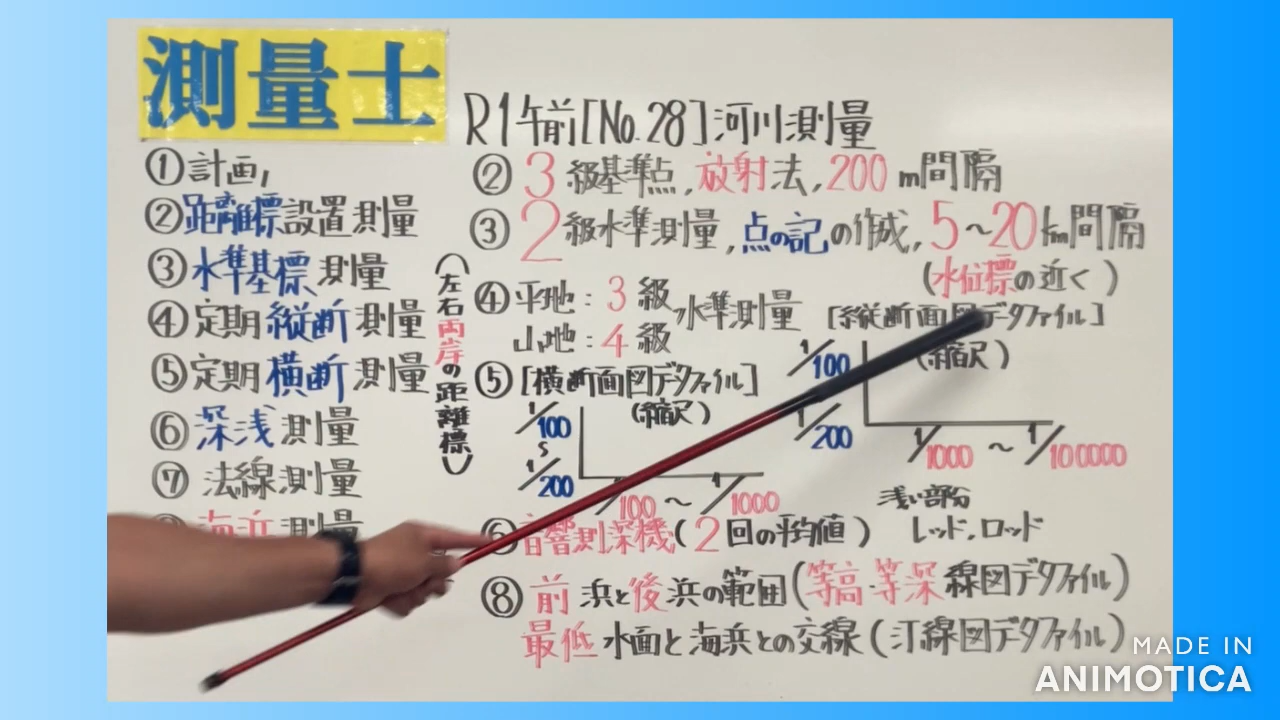 測量士
R1午前[No.28]河川測量
①計画,
②距離標設置測量
③水準基標測量
④定期縦断測量
⑤定期横断測量
⑥深浅測量
⑦法線測量
海浜測量
(左右両岸の距離標)
②3級基準点,放射法,200m間隔
③2級水準測量,点の記の作成,5~20km間隔
(水位標の近く)
④平地:3級
山地:4級
水準測量
[縦断面図データファイル]
(縮尺)
1/100
1/200
1/1000~1/100000
⑤[横断面図データファイル]
(縮尺)
1/100
~
1/200
1/100~1/1000
⑥音響測深機(2回の平均値)
浅い部分
レッド,ロッド
⑧前浜と後浜の範囲(等高・等深線図データファイル)
最低水面と海浜との交線(汀線図データファイル)
MADE IN
ANIMOTICA